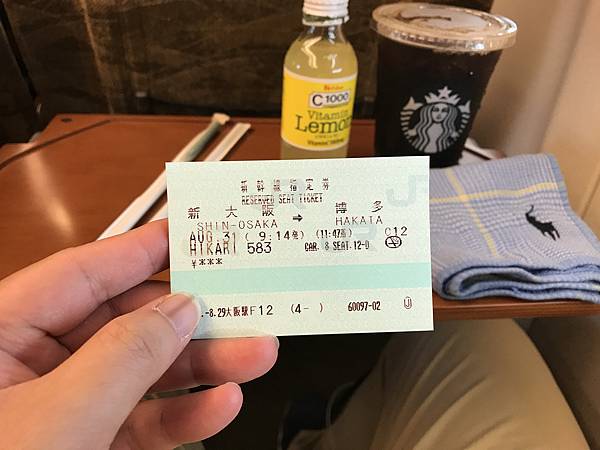 House
C1000
Vitamin
Lemon
新幹線指定券
RESERVED SEAT TICKET
新大阪 → 博多
SHIN-OSAKA HAKATA
AUG.31 ( 9:14発) (11:47着) C12
HIKARI 583 CAR. 8 SEAT.12-D
¥***
.-8.29大阪駅F12 (4- ) 60097-02